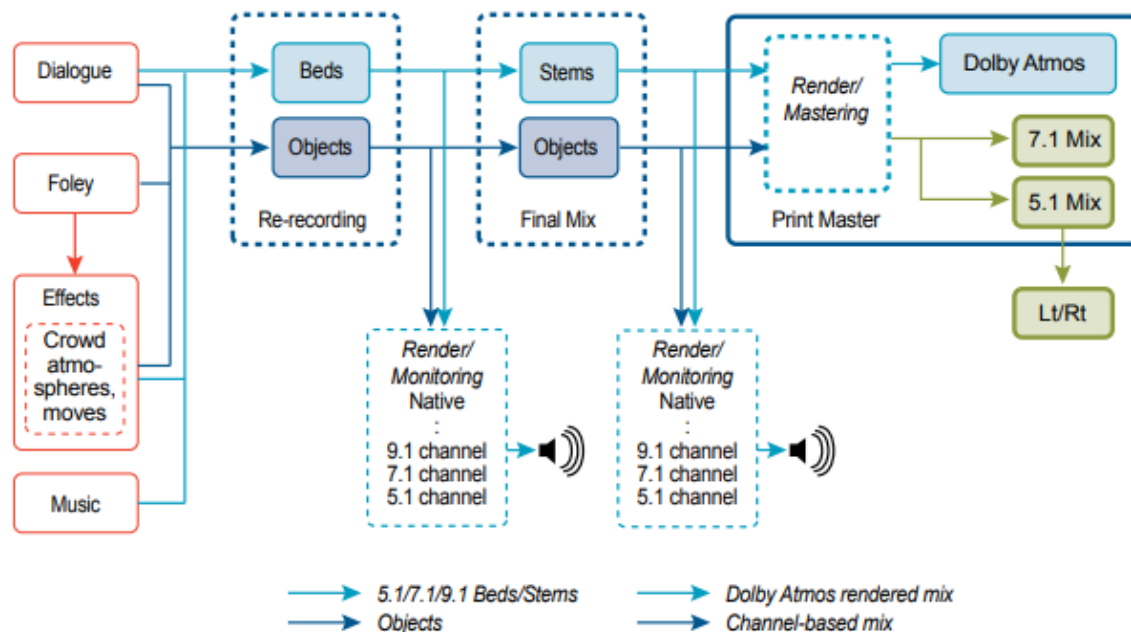 Dialogue
Foley
Effects
Crowd
atmo-
spheres,
moves
Music
Beds
Objects
Re-recording
Stems
Objects
Final Mix
Render/
Mastering
Print Master
Dolby Atmos
7.1 Mix
5.1 Mix
Lt/Rt
Render/
Monitoring
Native
:
9.1 channel
7.1 channel
5.1 channel
Render/
Monitoring
Native
:
9.1 channel
7.1 channel
5.1 channel
5.1/7.1/9.1 Beds/Stems
Objects
Dolby Atmos rendered mix
Channel-based mix